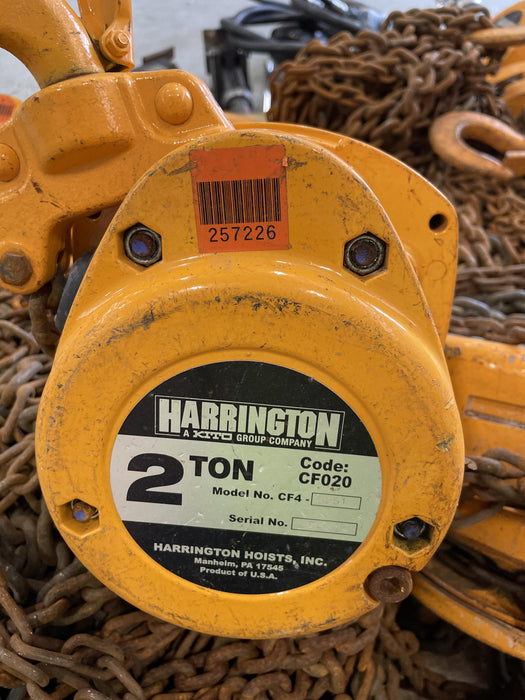 257226
HARRINGTON
A KITO GROUP COMPANY
2 TON
Code:
CF020
Model No. CF4 -
Serial No.
HARRINGTON HOISTS, INC.
Manheim, PA 17545
Product of U.S.A.